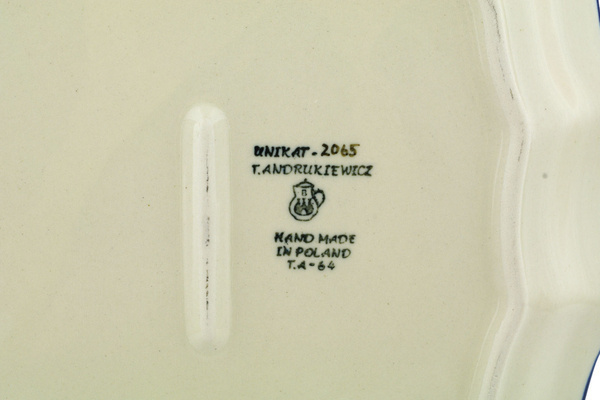 UNIKAT-2065
T.ANDRUKIEWICZ
B
HAND MADE
IN POLAND
T.A-64